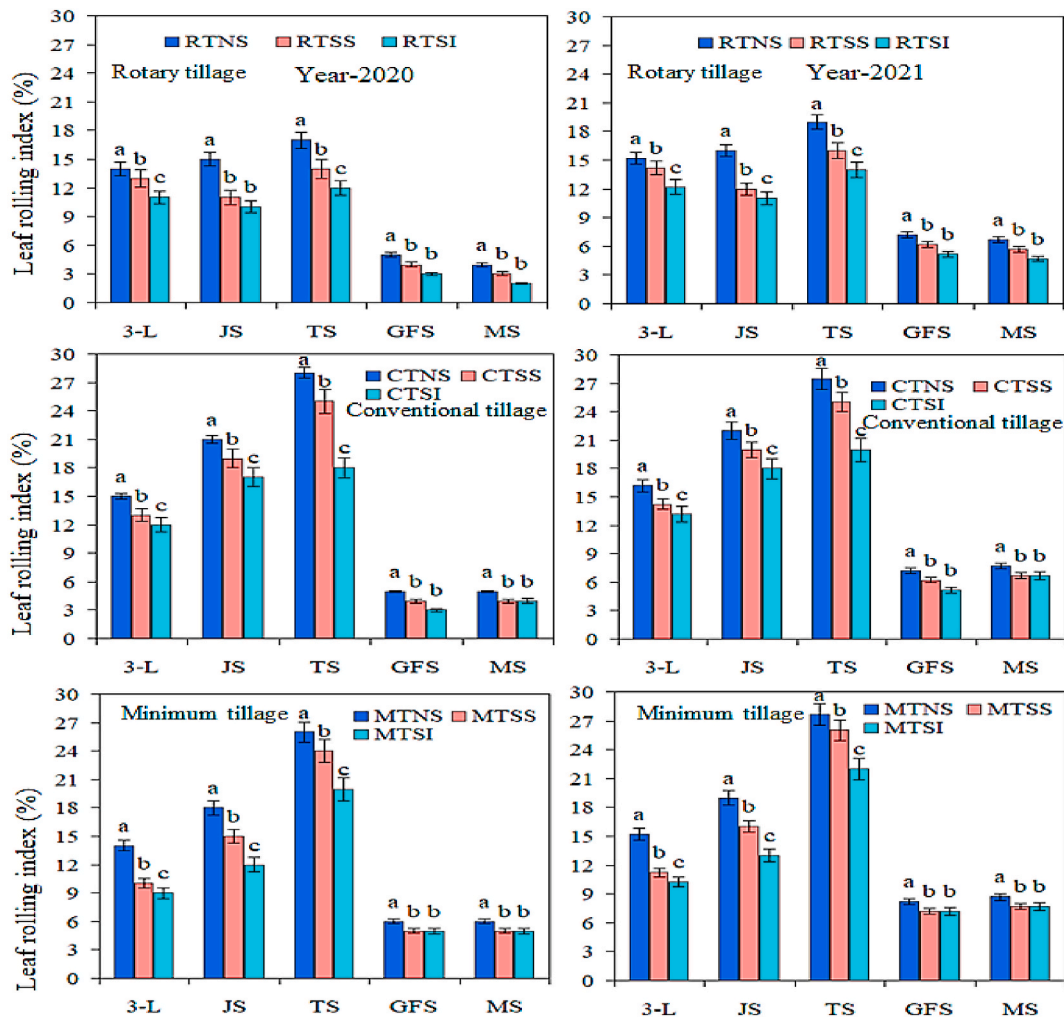 Leaf rolling index (%)
30
27
24
21
18
15
12
9
6
3
0
RTNS RTSS RTSI
Rotary tillage Year-2020
a b c a b b a b c a b b a b b
3-L JS TS GFS MS
30
27
24
21
18
15
12
9
6
3
0
RTNS RTSS RTSI
Rotary tillage Year-2021
a b c a b c a b c a b b a b b
3-L JS TS GFS MS
Leaf rolling index (%)
30
27
24
21
18
15
12
9
6
3
0
CTNS CTSS
CTSI
Conventional tillage
a b c a b c a b c a b b a b b
3-L JS TS GFS MS
30
27
24
21
18
15
12
9
6
3
0
CTNS CTSS
CTSI
Conventional tillage
a b c a b c a b c a b b a b b
3-L JS TS GFS MS
Leaf rolling index (%)
30
27
24
21
18
15
12
9
6
3
0
Minimum tillage
MTNS MTSS
MTSI
a b c a b c a b c a b b a b b
3-L JS TS GFS MS
30
27
24
21
18
15
12
9
6
3
0
Minimum tillage
MTNS MTSS
MTSI
a b c a b c a b c a b b a b b
3-L JS TS GFS MS